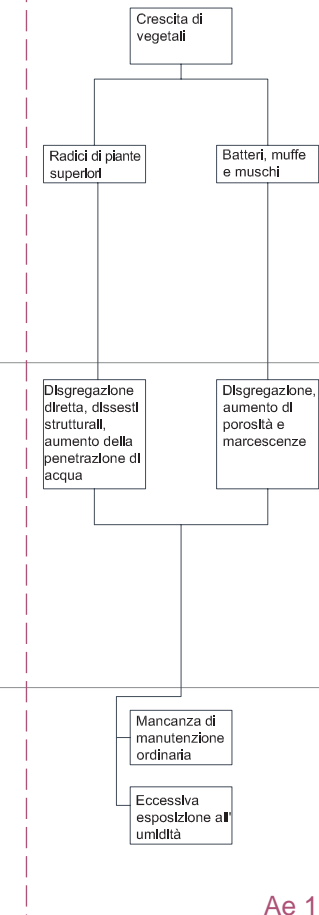 Crescita di
vegetali
Radici di piante
superiori
Batteri, muffe
e muschi
Disgregazione
diretta, dissesti
strutturali,
aumento della
penetrazione di
acqua
Disgregazione,
aumento di
porosità e
marcescenze
Mancanza di
manutenzione
ordinaria
Eccessiva
esposizione all'
umidità
Ae 1